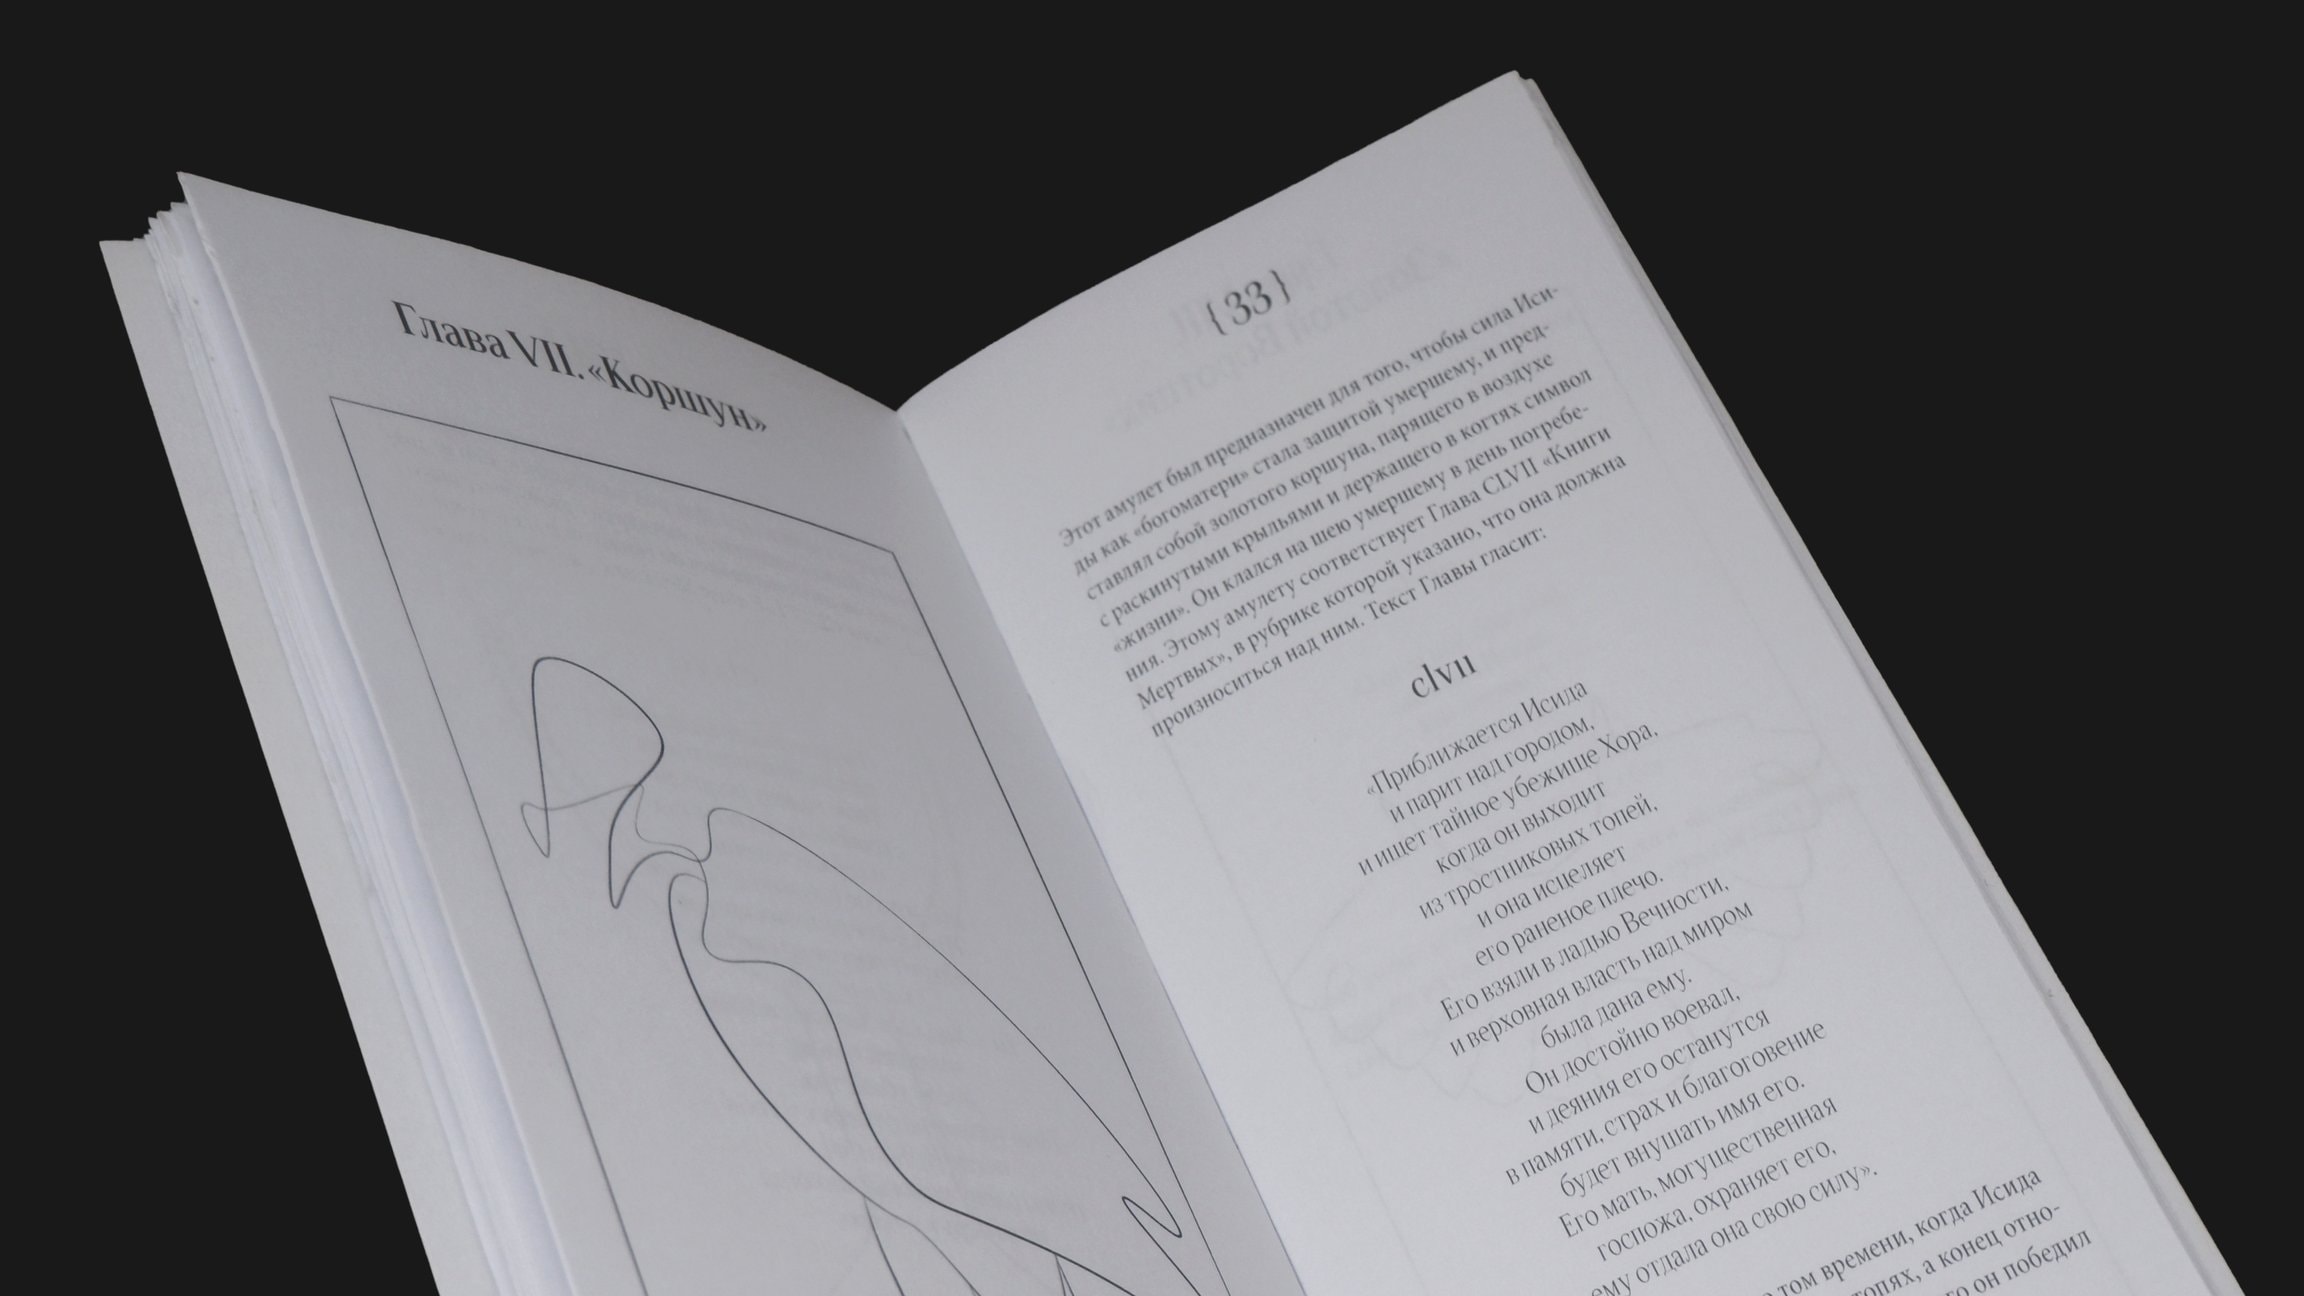 Глава VII. «Коршун»
{ 33 }
Этот амулет был предназначен для того, чтобы сила Иси-
ды как «богоматери» стала защитой умершему, и пред-
ставлял собой золотого коршуна, парящего в воздухе
с раскинутыми крыльями и держащего в когтях символ
«жизни». Он клался на шею умершему в день погребе-
ния. Этому амулету соответствует Глава CLVII «Книги
Мертвых», в рубрике которой указано, что она должна
произноситься над ним. Текст Главы гласит:
clvii
«Приближается Исида
и парит над городом,
и ищет тайное убежище Хора,
когда он выходит
из тростниковых топей,
и она исцеляет
его раненое плечо.
Его взяли в ладью Вечности,
и верховная власть над миром
была дана ему.
Он достойно воевал,
и деяния его останутся
в памяти, страх и благоговение
будет внушать имя его.
Его мать, могущественная
госпожа, охраняет его,
ему отдала она свою силу».
том времени, когда Исида
топях, а конец отно-
он победил